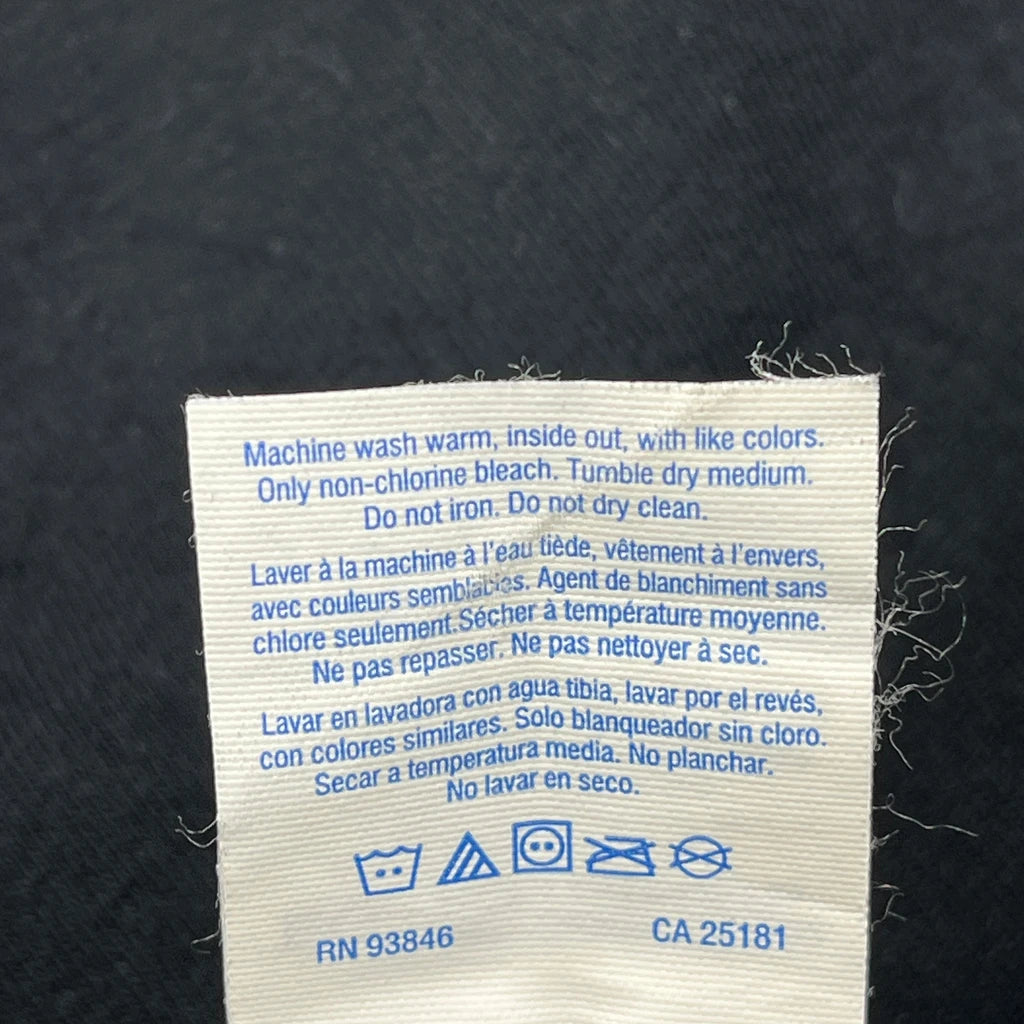 Machine wash warm, inside out, with like colors.
Only non-chlorine bleach. Tumble dry medium.
Do not iron. Do not dry clean.
Laver à la machine à l'eau tiède, vêtement à l'envers,
avec couleurs semblables. Agent de blanchiment sans
chlore seulement.Sécher à température moyenne.
Ne pas repasser. Ne pas nettoyer à sec.
Lavar en lavadora con agua tibia, lavar por el revés,
con colores similares. Solo blanqueador sin cloro.
Secar a temperatura media. No planchar.
No lavar en seco.
RN 93846 CA 25181